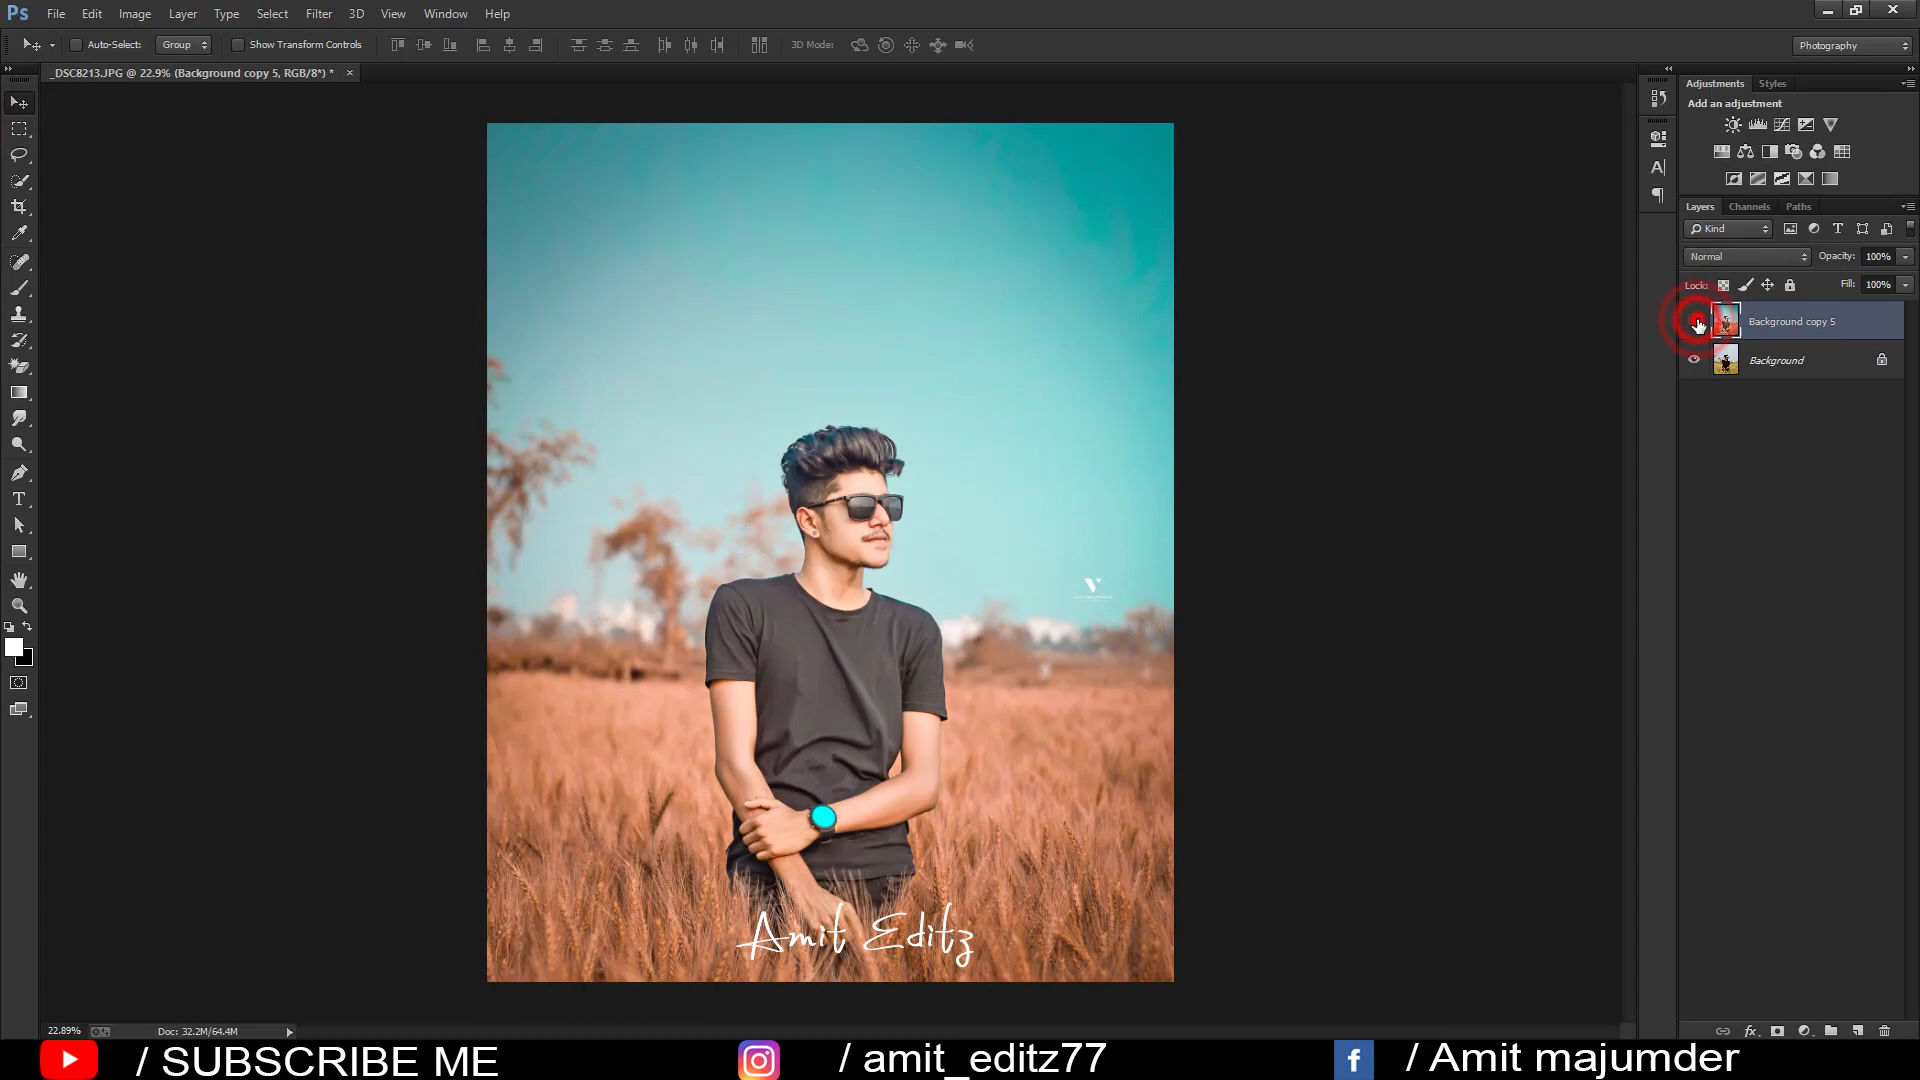 Ps File Edit Image Layer Type Select Filter 3D View Window Help
Auto-Select: Group Show Transform Controls 3D Mode: Photography
_DSC8213.JPG @ 22.9% (Background copy 5, RGB/8*) * ×
Adjustments Styles
Add an adjustment
Layers Channels Paths
Kind
Normal Opacity: 100%
Lock: Fill: 100%
Background copy 5
Background
Amit Editz
22.89% Doc: 32.2M/64.4M
/ SUBSCRIBE ME / amit_editz77 / Amit majumder